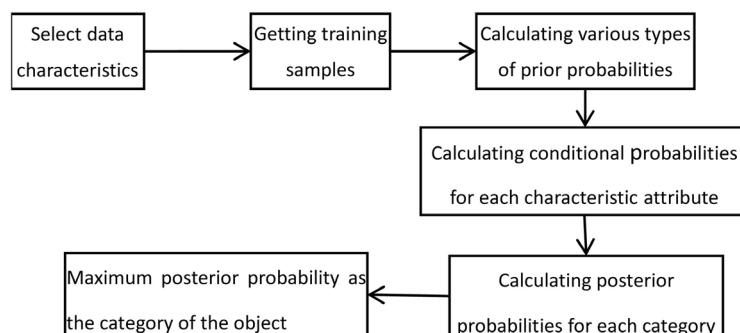 Select data
characteristics
Getting training
samples
Calculating various types
of prior probabilities
Calculating conditional probabilities
for each characteristic attribute
Calculating posterior
probabilities for each category
Maximum posterior probability as
the category of the object